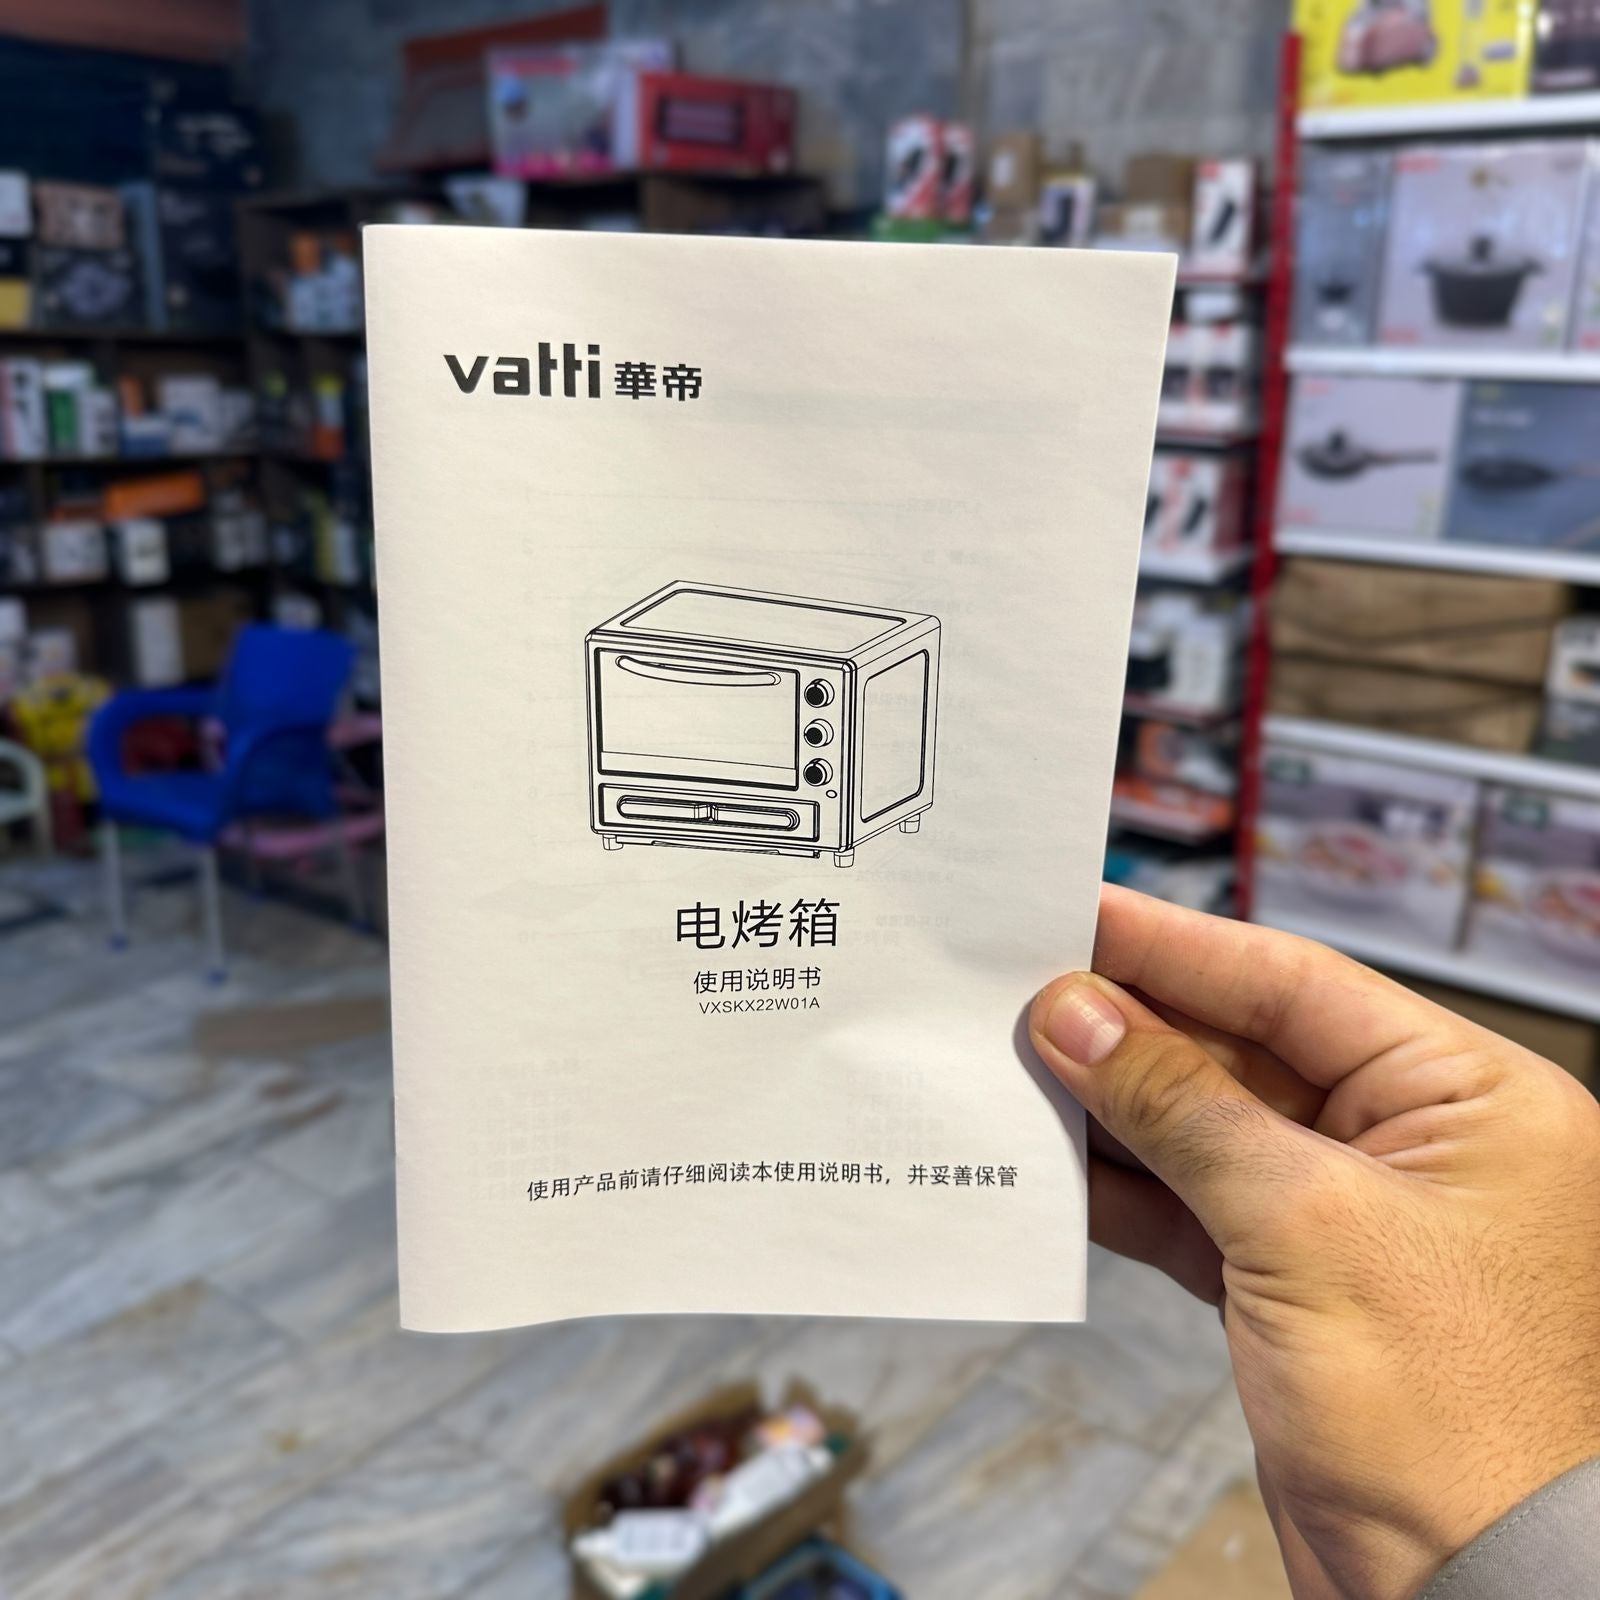 vatti 華帝
电烤箱
使用说明书
VXSKX22W01A
使用产品前请仔细阅读本使用说明书，并妥善保管